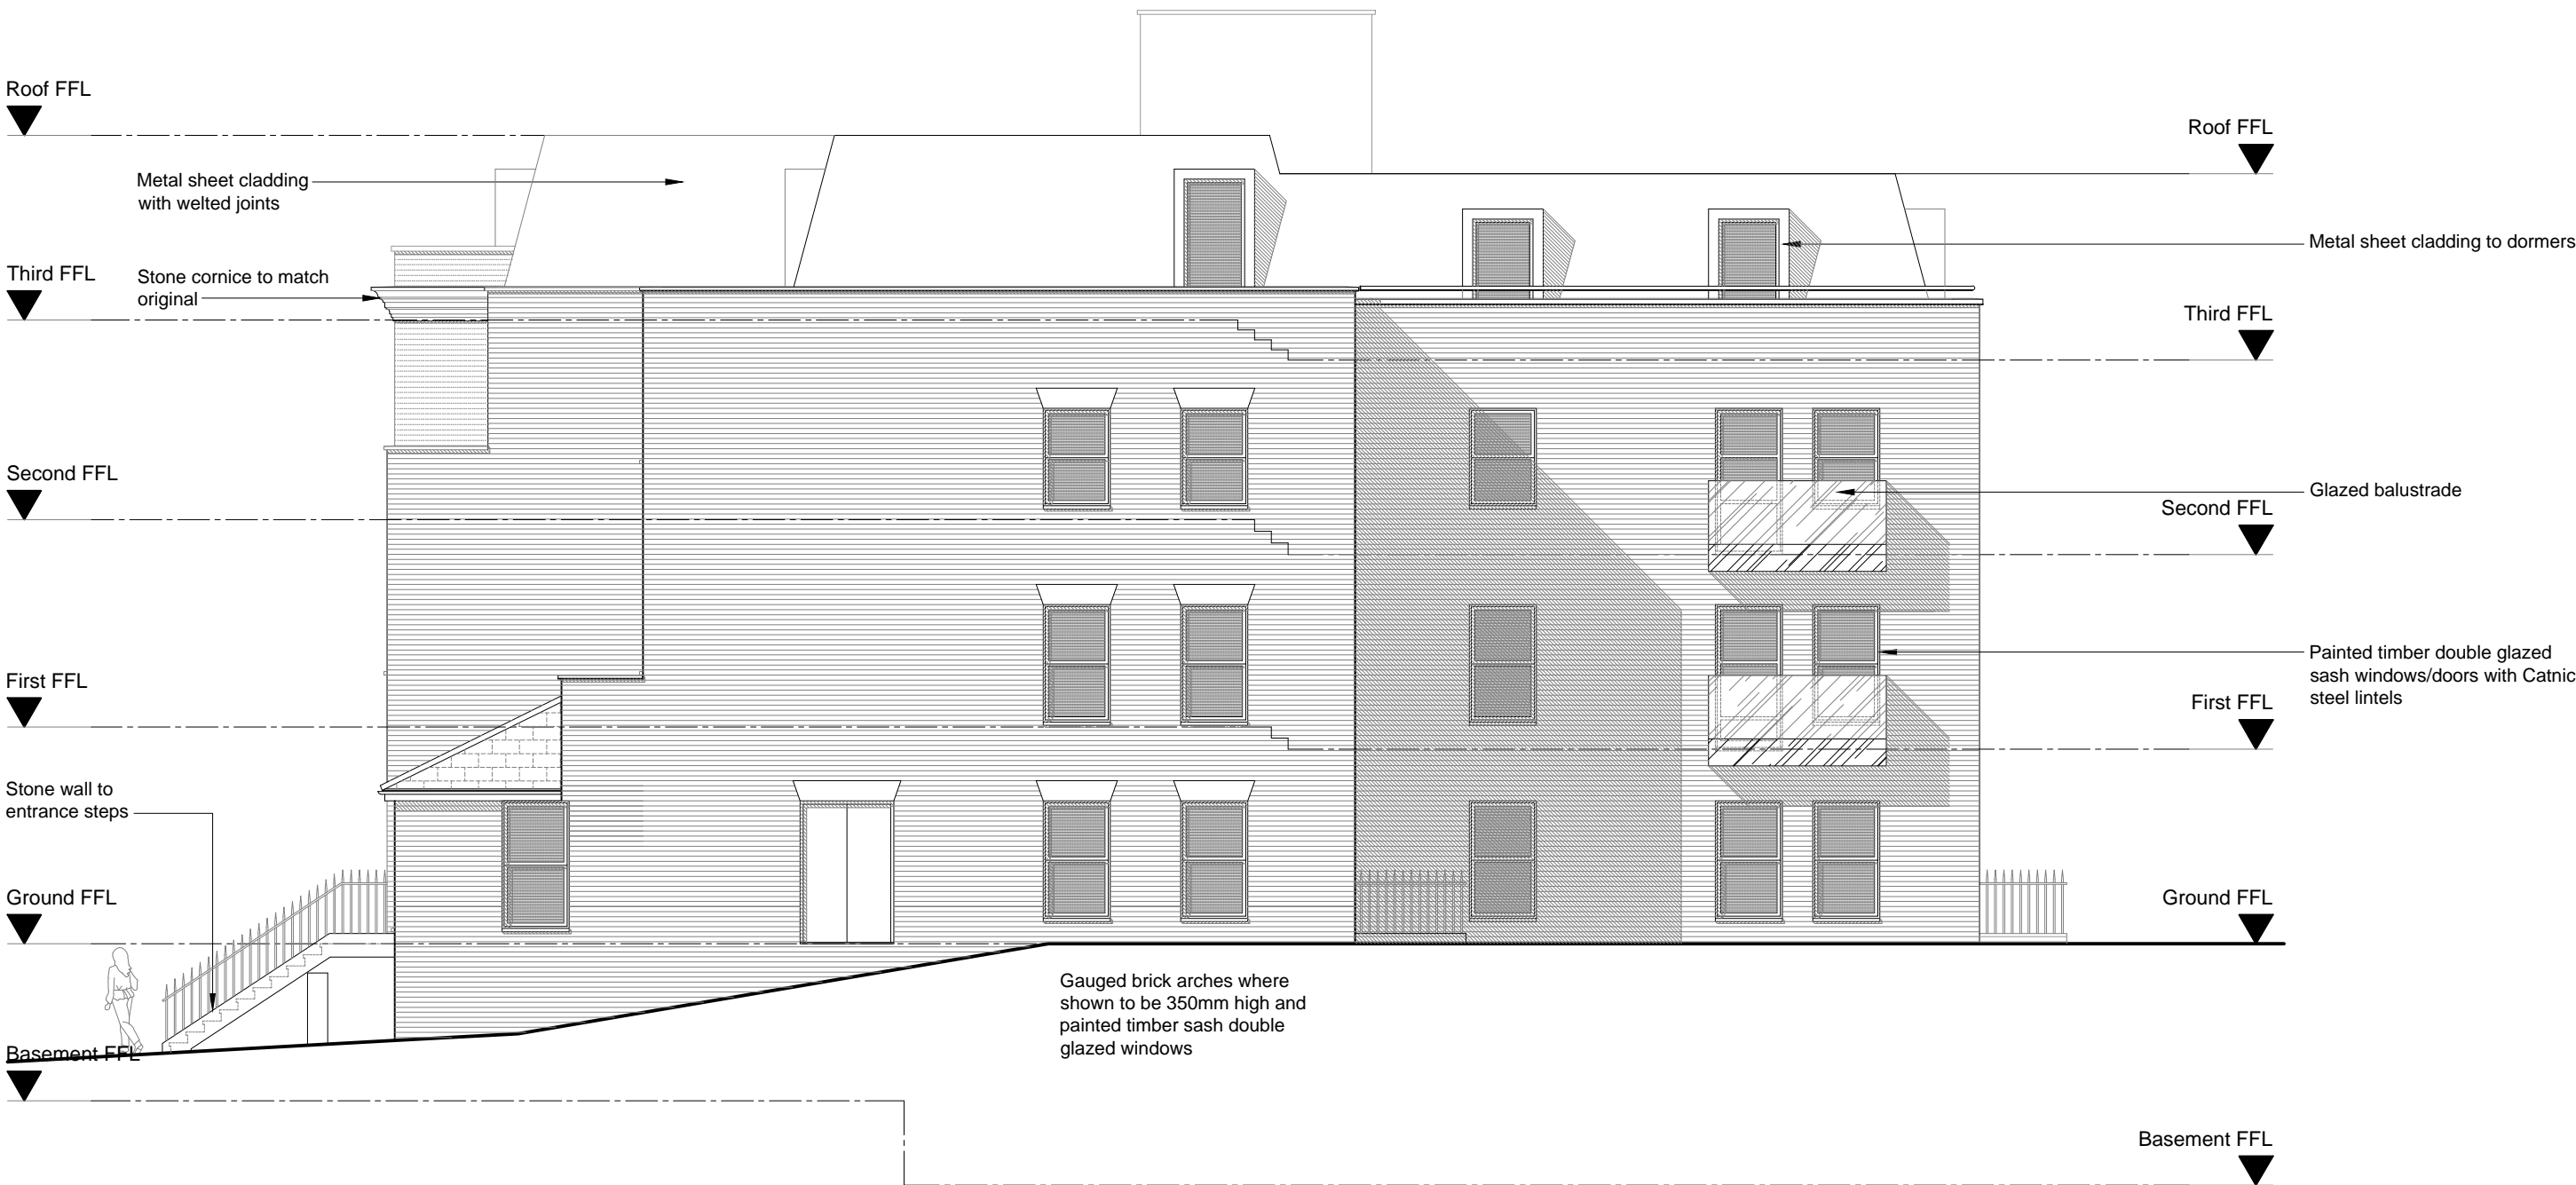 Roof FFL
Roof FFL
Metal sheet cladding
with welted joints
Metal sheet cladding to dormers
Third FFL
Stone cornice to match
original
Third FFL
Second FFL
Glazed balustrade
Second FFL
Painted timber double glazed
sash windows/doors with Catnic
steel lintels
First FFL
First FFL
Stone wall to
entrance steps
Ground FFL
Ground FFL
Gauged brick arches where
shown to be 350mm high and
painted timber sash double
glazed windows
Basement FFL
Basement FFL